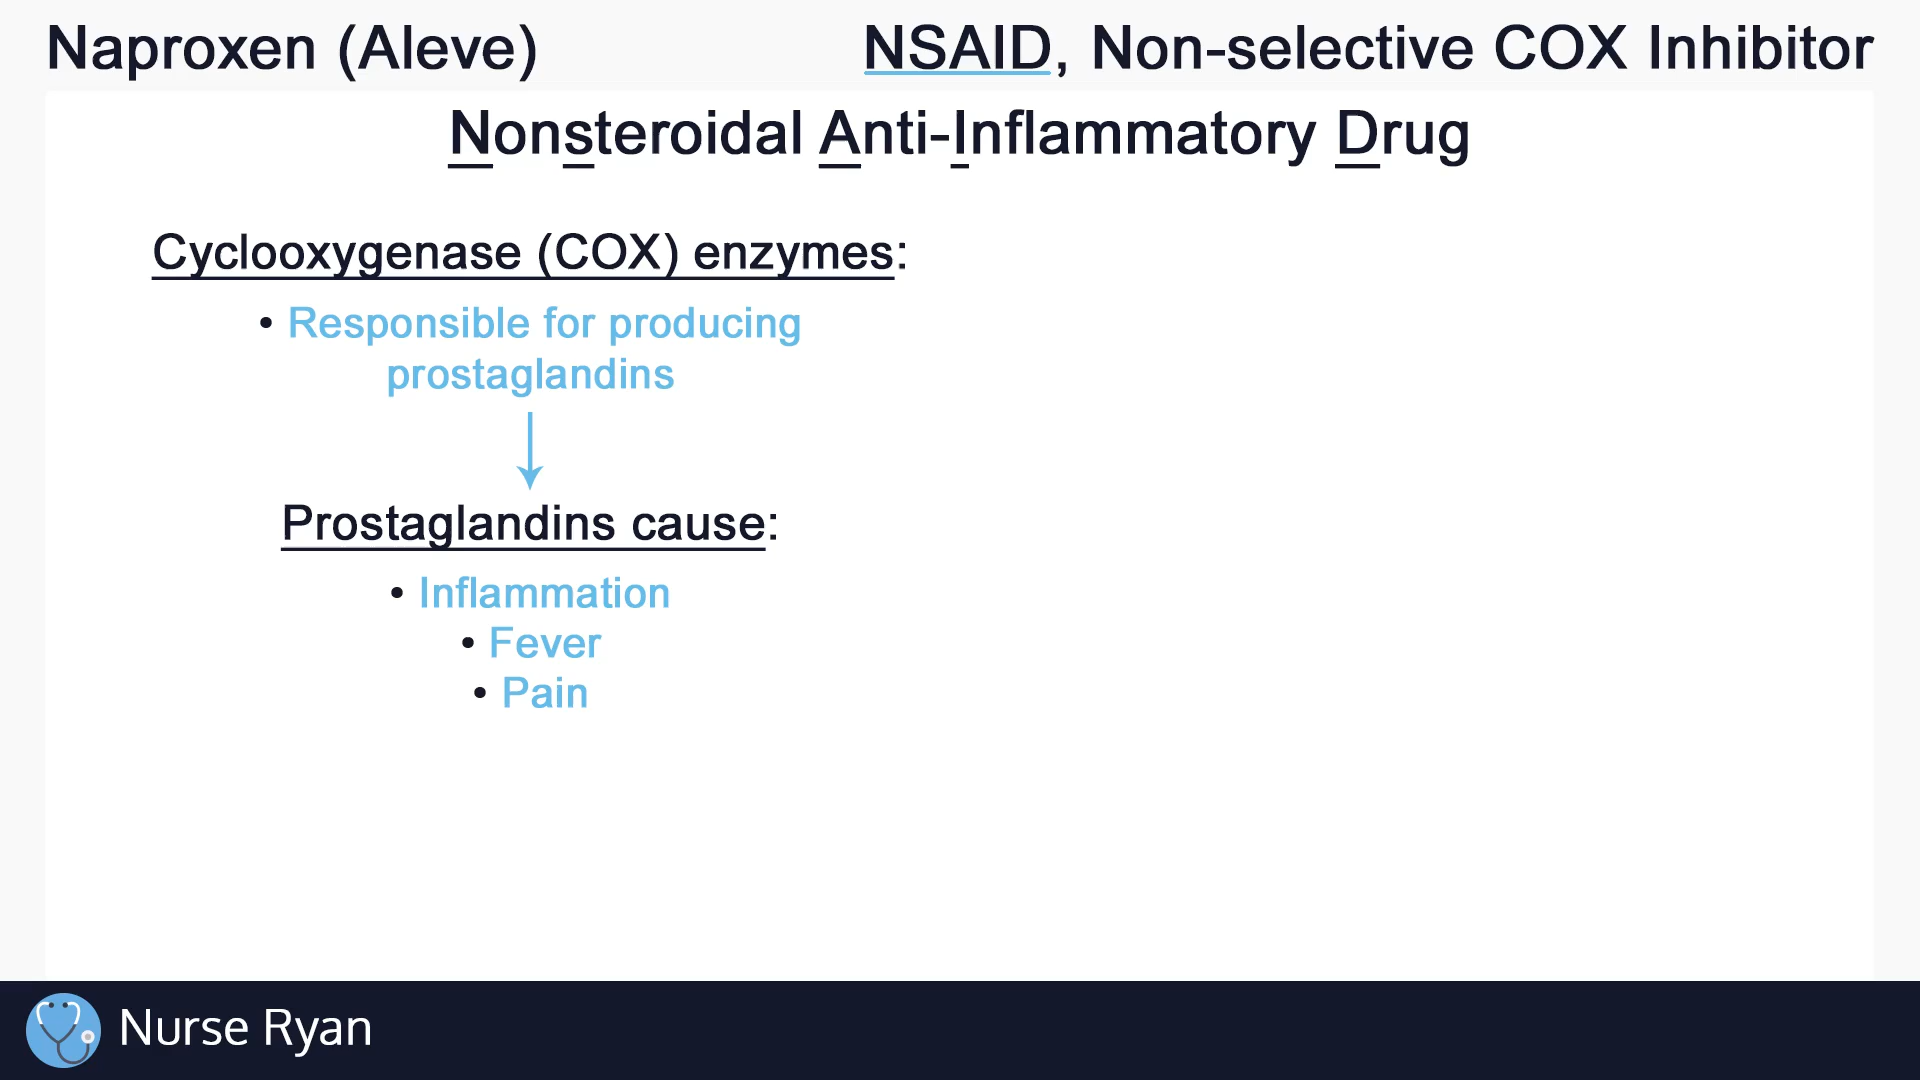 Naproxen (Aleve)
NSAID, Non-selective COX Inhibitor
Nonsteroidal Anti-Inflammatory Drug
Cyclooxygenase (COX) enzymes:
• Responsible for producing
prostaglandins
Prostaglandins cause:
• Inflammation
• Fever
• Pain
Nurse Ryan